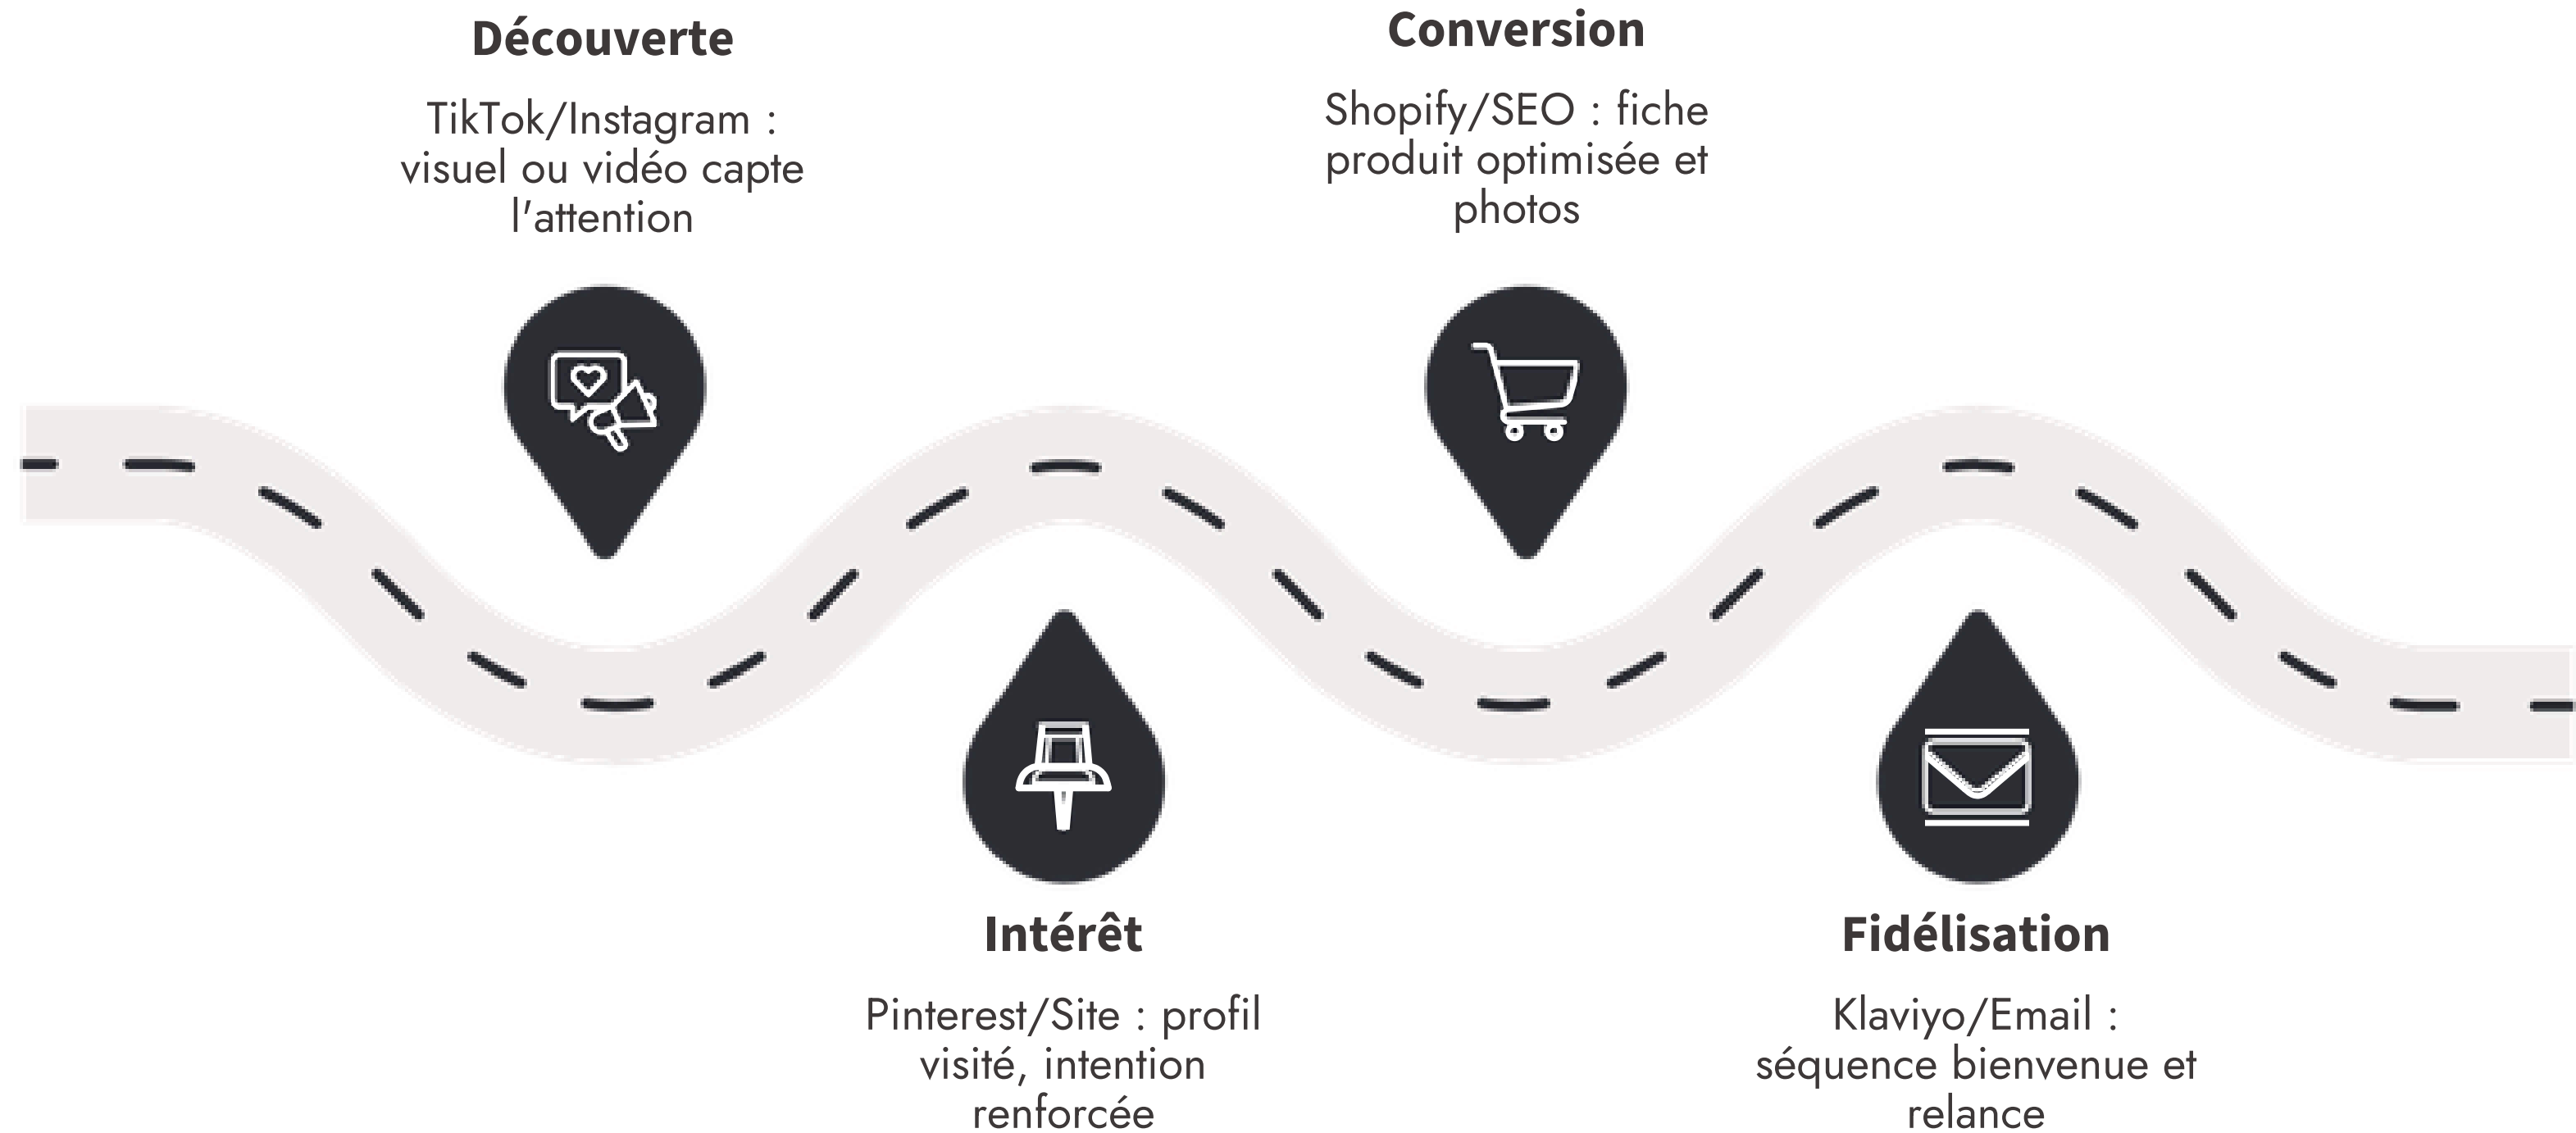 Découverte
TikTok/Instagram :
visuel ou vidéo capte
l'attention
Intérêt
Pinterest/Site : profil
visité, intention
renforcée
Conversion
Shopify/SEO : fiche
produit optimisée et
photos
Fidélisation
Klaviyo/Email :
séquence bienvenue et
relance